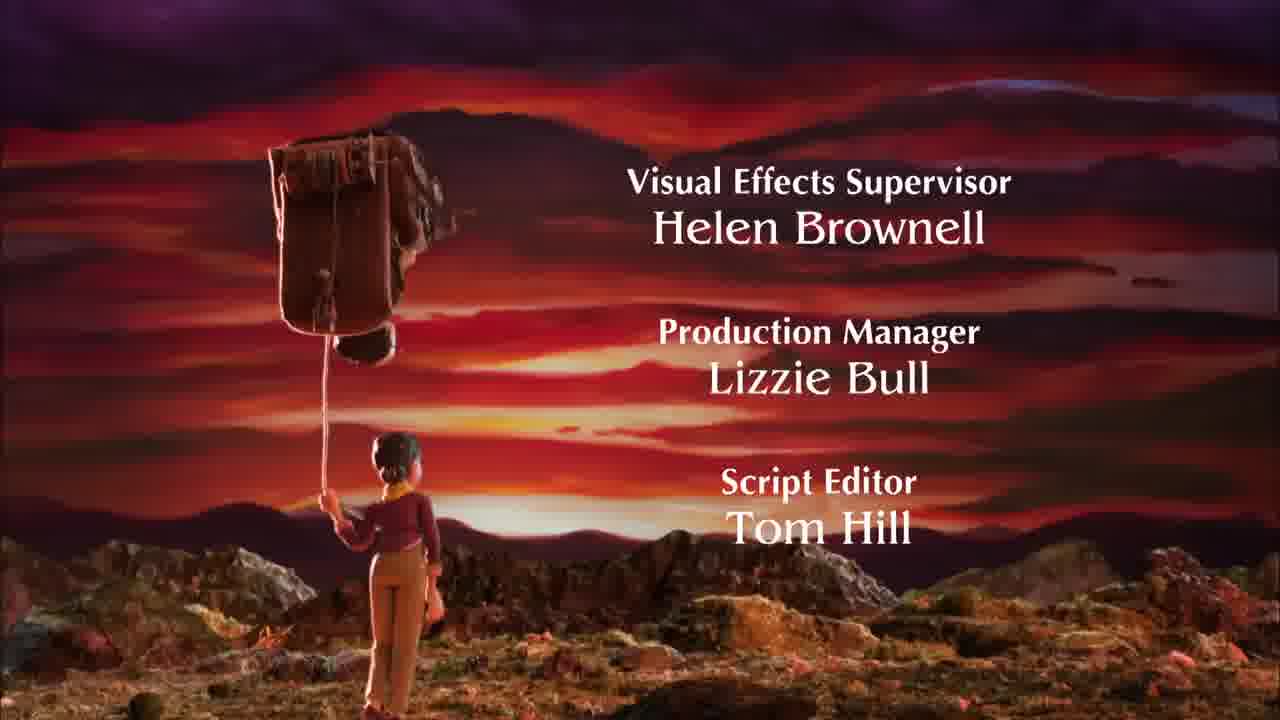 Visual Effects Supervisor
Helen Brownell
Production Manager
Lizzie Bull
Script Editor
Tom Hill